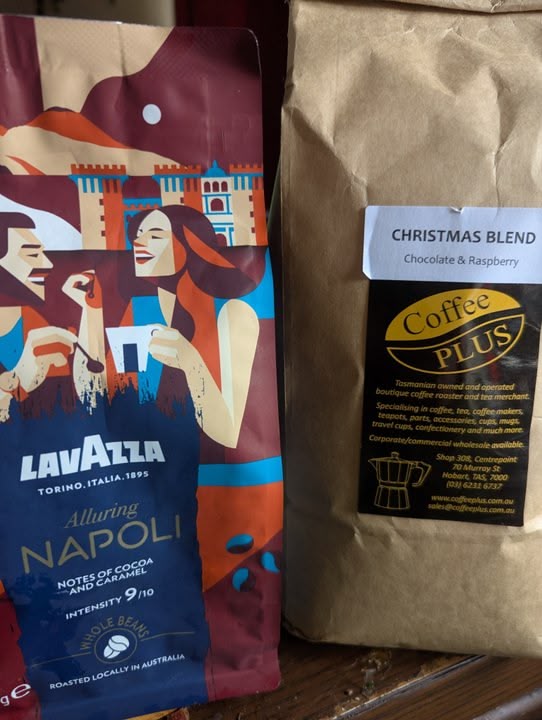 LAVAZZA
TORINO, ITALIA, 1895
Alluring
NAPOLI
NOTES OF COCOA
AND CARAMEL
INTENSITY 9/10
WHOLE BEANS
ROASTED LOCALLY IN AUSTRALIA
g e
CHRISTMAS BLEND
Chocolate & Raspberry
Coffee
PLUS
Tasmanian owned and operated
boutique coffee roaster and tea merchant.
Specialising in coffee, tea, coffee-makers,
teapots, parts, accessories, cups, mugs,
travel cups, confectionery and much more.
Corporate/commercial wholesale available.
Shop 308, Centrepoint
70 Murray St
Hobart, TAS, 7000
(03) 6231 6737
www.coffeeplus.com.au
sales@coffeeplus.com.au